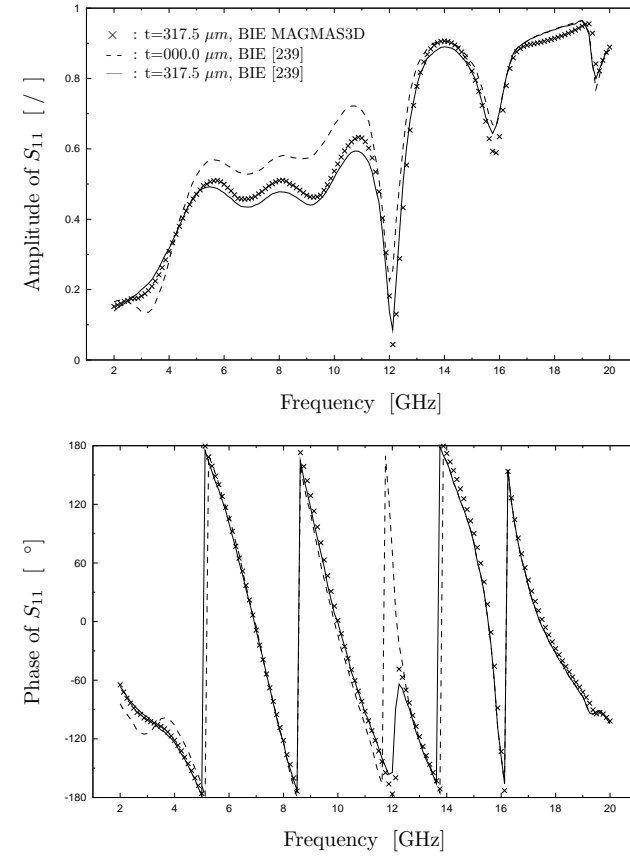 × : t=317.5 μm, BIE MAGMAS3D
- - : t=000.0 μm, BIE [239]
— : t=317.5 μm, BIE [239]
Amplitude of S₁₁ [ / ]
1
0.8
0.6
0.4
0.2
0
2 4 6 8 10 12 14 16 18 20
Frequency [GHz]
Phase of S₁₁ [ °]
180
120
60
0
-60
-120
-180
2 4 6 8 10 12 14 16 18 20
Frequency [GHz]